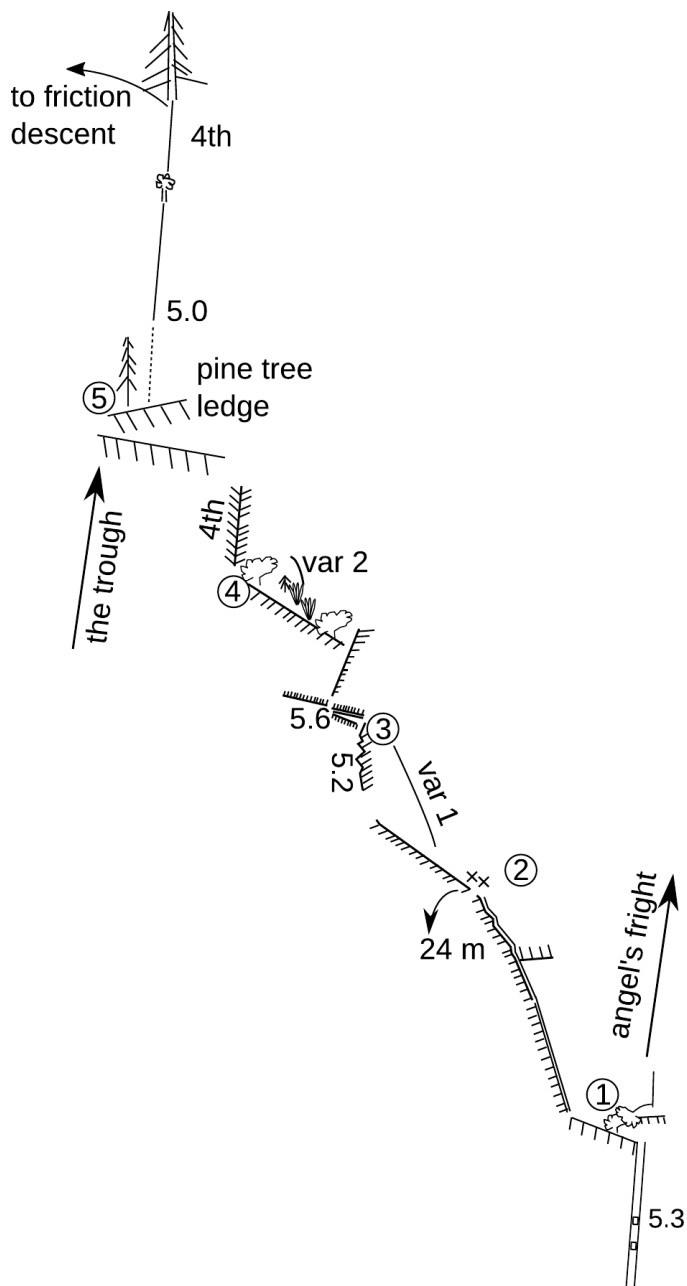 to friction
descent
4th
5.0
5
pine tree
ledge
4th
the trough
var 2
4
5.6
3
5.2
var 1
2
24 m
angel's fright
1
5.3